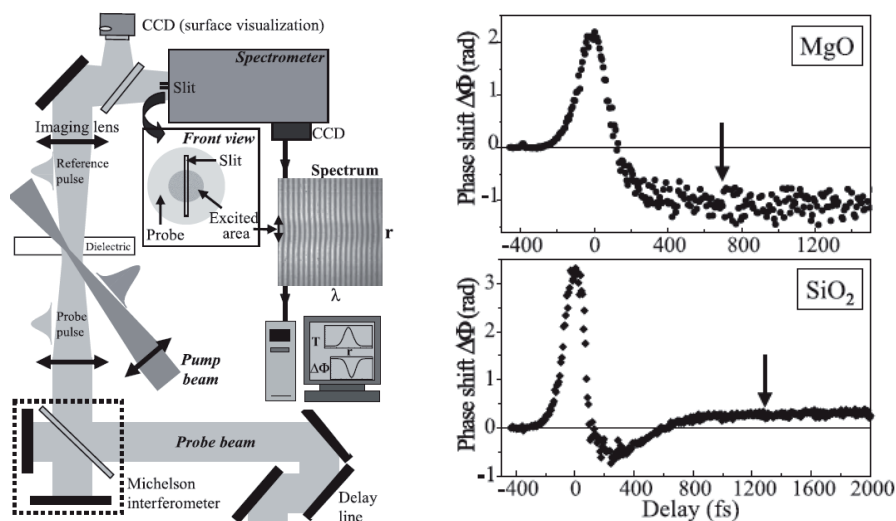 CCD (surface visualization)
Spectrometer
Slit
CCD
Imaging lens
Front view
Slit
Reference
pulse
Spectrum
Excited
area
Probe
r
Dielectric
λ
Probe
pulse
T
r
ΔΦ
Pump
beam
Probe beam
Michelson
interferometer
Delay
line
MgO
Phase shift ΔΦ (rad)
2
1
0
-1
-400 0 400 800 1200
SiO2
Phase shift ΔΦ (rad)
3
2
1
0
-1
-400 0 400 800 1200 1600 2000
Delay (fs)